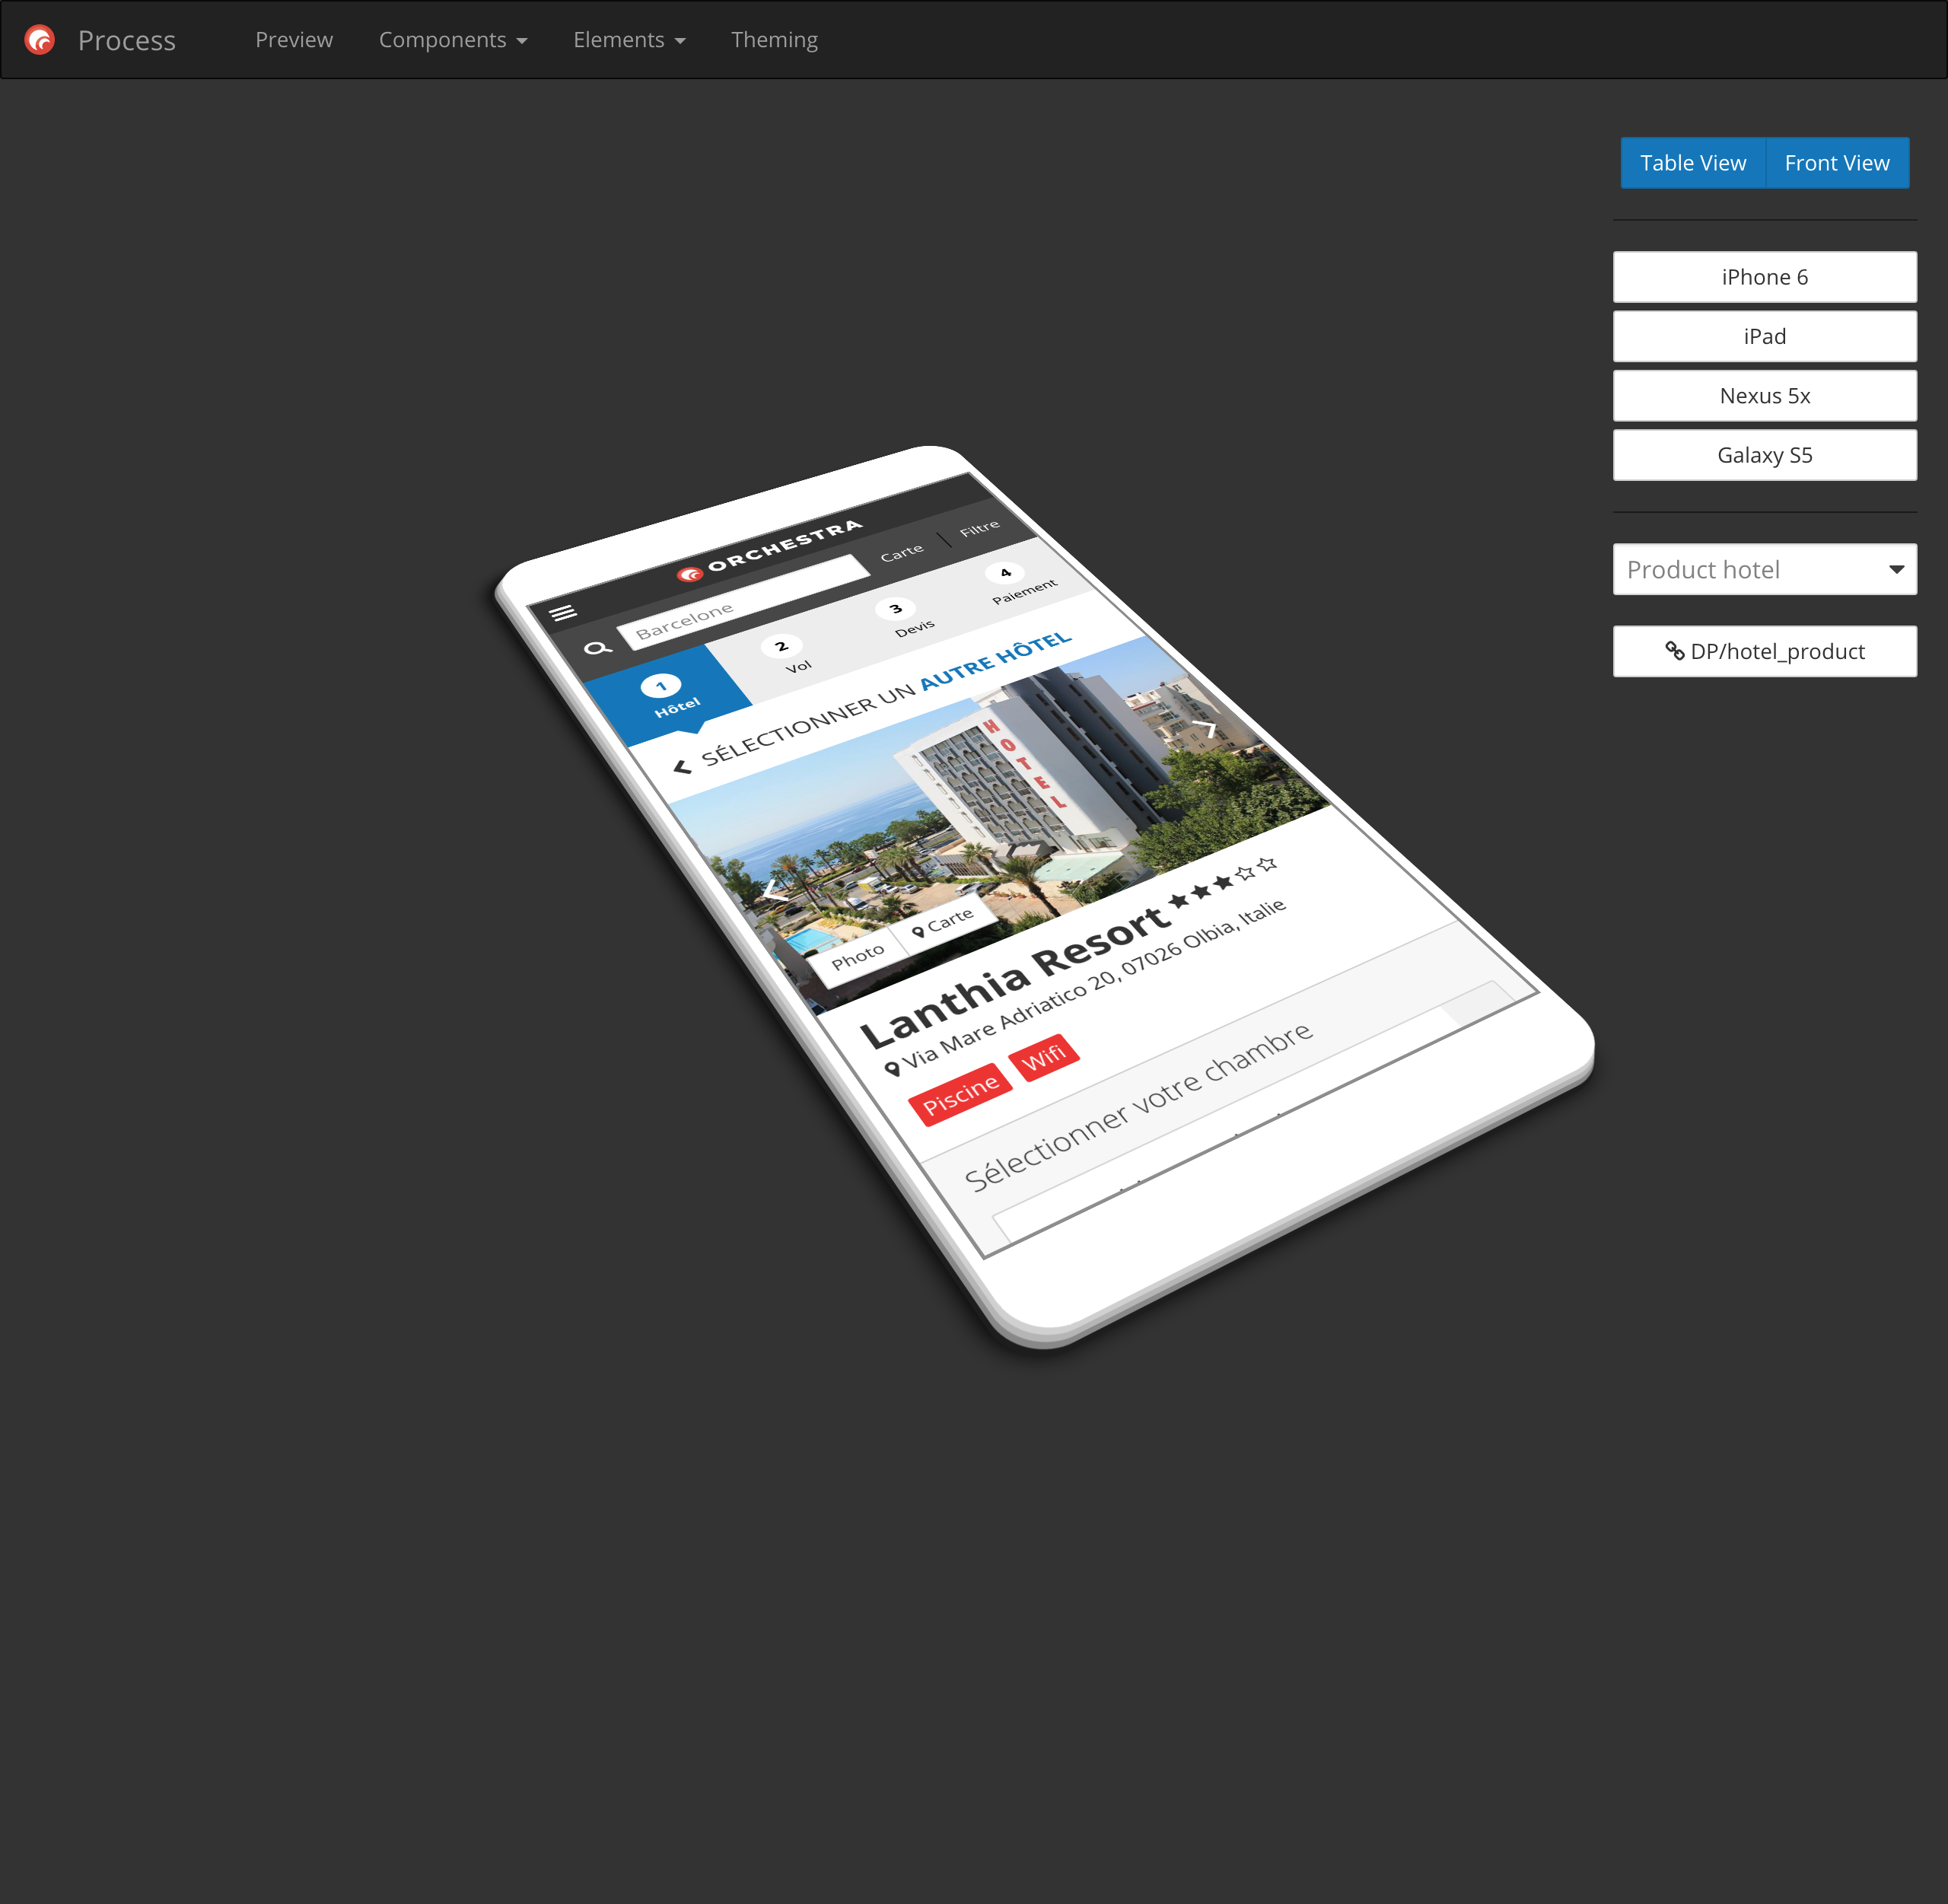 Process Preview Components Elements Theming
Table View Front View
iPhone 6
iPad
Nexus 5x
Galaxy S5
Product hotel
DP/hotel_product
ORCHESTRA
Barcelone Carte Filtre
1 2 3 4
Hôtel Vol Devis Paiement
SÉLECTIONNER UN AUTRE HÔTEL
HOTEL
Photo Carte
Lanthia Resort
Via Mare Adriatico 20, 07026 Olbia, Italie
Piscine Wifi
Sélectionner votre chambre